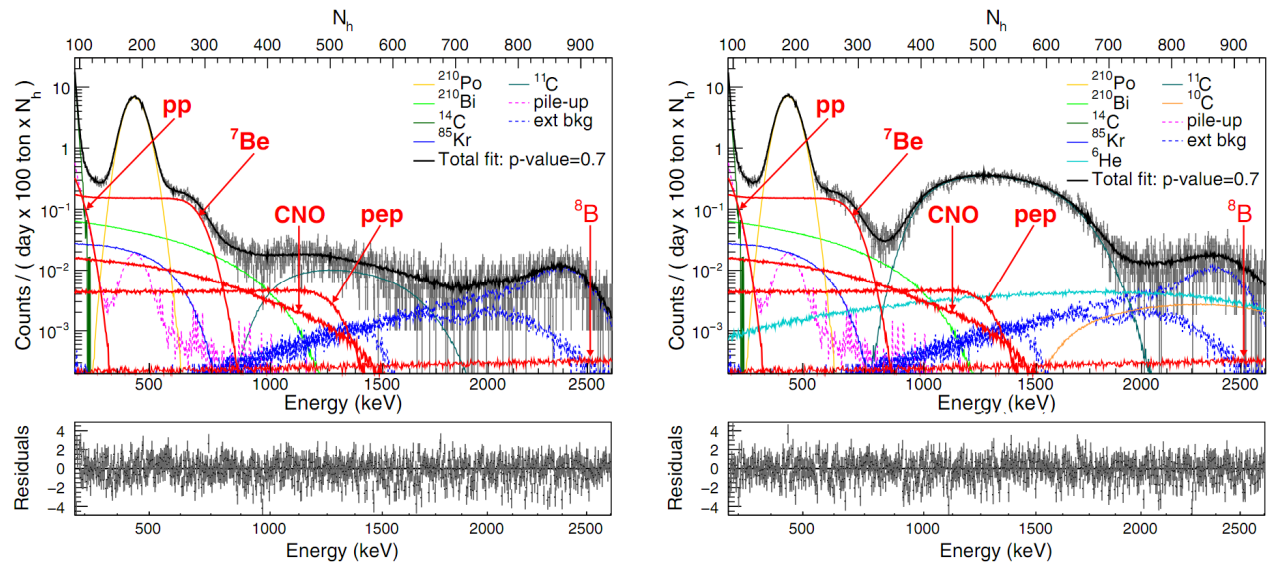 N_h
100 200 300 400 500 600 700 800 900
Counts / ( day x 100 ton x N_h )
10
1
10^−1
10^−2
10^−3
^210Po
^11C
^210Bi
pile-up
^14C
ext bkg
^85Kr
Total fit: p-value=0.7
pp
^7Be
CNO
pep
^8B
500 1000 1500 2000 2500
Energy (keV)
Residuals
4
2
0
−2
−4
500 1000 1500 2000 2500
Energy (keV)
N_h
100 200 300 400 500 600 700 800 900
Counts / ( day x 100 ton x N_h )
10
1
10^−1
10^−2
10^−3
^210Po
^11C
^210Bi
^10C
^14C
pile-up
^85Kr
ext bkg
^6He
Total fit: p-value=0.7
pp
^7Be
CNO
pep
^8B
500 1000 1500 2000 2500
Energy (keV)
Residuals
4
2
0
−2
−4
500 1000 1500 2000 2500
Energy (keV)